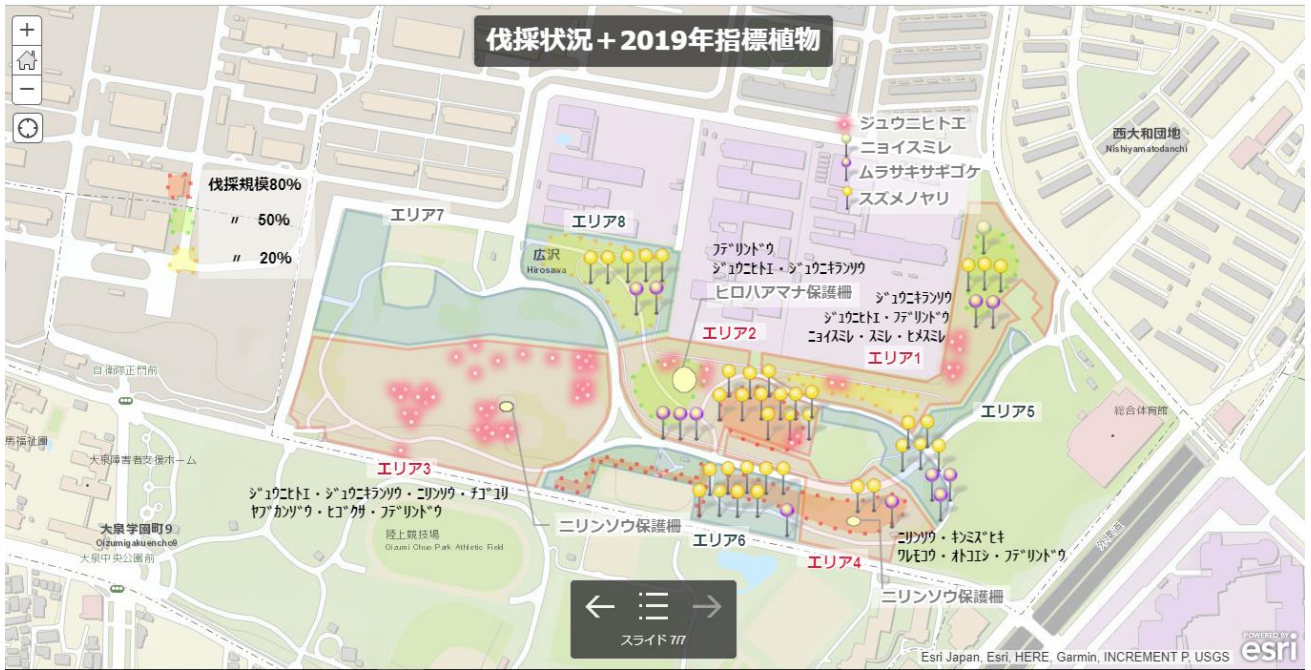 伐採状況＋2019年指標植物
+
−
ジュウニヒトエ
ニョイスミレ
ムラサキサギゴケ
スズメノヤリ
西大和団地
Nishiyamatodanchi
伐採規模80%
〃 50%
〃 20%
エリア7
エリア8
広沢
Hirosawa
フデリンドウ
ジュウニヒトエ・ジュウニキランソウ
ヒロハアマナ保護柵
エリア2
ジュウニキランソウ
ジュウニヒトエ・フデリンドウ
ニョイスミレ・スミレ・ヒメスミレ
エリア1
エリア5
総合体育館
自衛隊正門前
馬福祉園
大泉障害者支援ホーム
エリア3
ジュウニヒトエ・ジュウニキランソウ・ニリンソウ・チゴユリ
ヤブカンゾウ・ヒゴクサ・フデリンドウ
大泉学園町9
Oizumigakuencho9
大泉中央公園前
陸上競技場
Oizumi Chuo Park Athletic Field
ニリンソウ保護柵
エリア6
エリア4
ニリンソウ・キンミズヒキ
ワレモコウ・オトコエシ・フデリンドウ
ニリンソウ保護柵
スライド 7/7
Esri Japan, Esri, HERE, Garmin, INCREMENT P, USGS
POWERED BY
esri